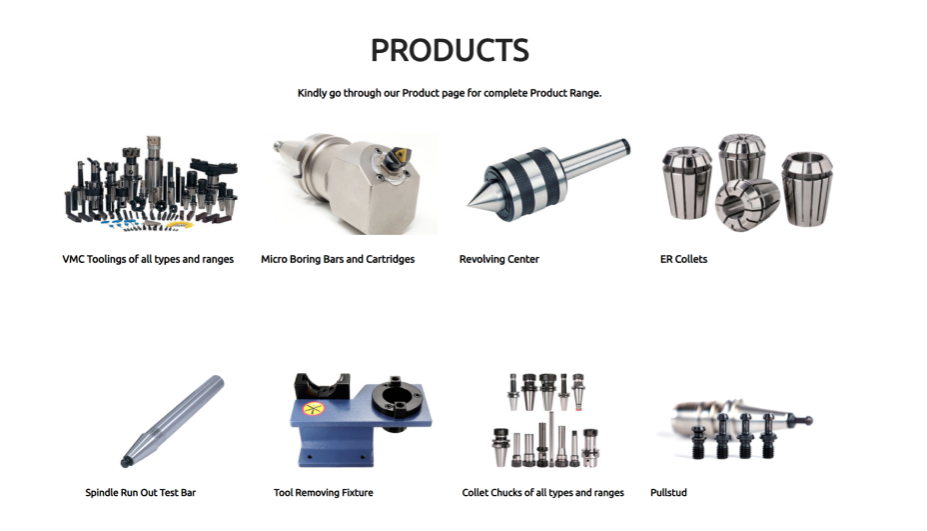 PRODUCTS
Kindly go through our Product page for complete Product Range.
VMC Toolings of all types and ranges
Micro Boring Bars and Cartridges
Revolving Center
ER Collets
Spindle Run Out Test Bar
Tool Removing Fixture
Collet Chucks of all types and ranges
Pullstud